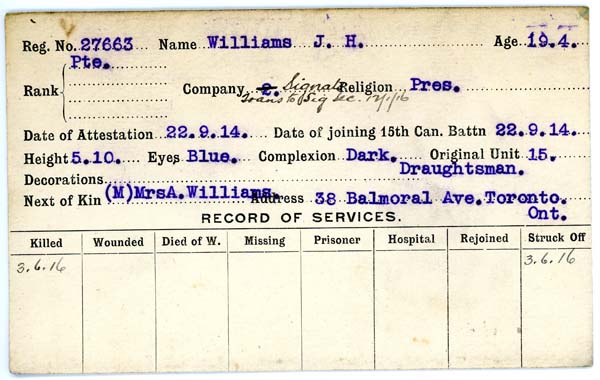 Reg. No. 27663 Name Williams J. H. Age 19.4.
Pte.
Rank Company 2. Signals Religion Pres.
trans to Sig Sec. 12/1/16
Date of Attestation 22.9.14. Date of joining 15th Can. Battn 22.9.14.
Height 5.10. Eyes Blue. Complexion Dark. Original Unit 15.
Decorations Draughtsman.
Next of Kin (M)MrsA.Williams. Address 38 Balmoral Ave.Toronto.
Ont.
RECORD OF SERVICES.
Killed Wounded Died of W. Missing Prisoner Hospital Rejoined Struck Off
3.6.16 3.6.16